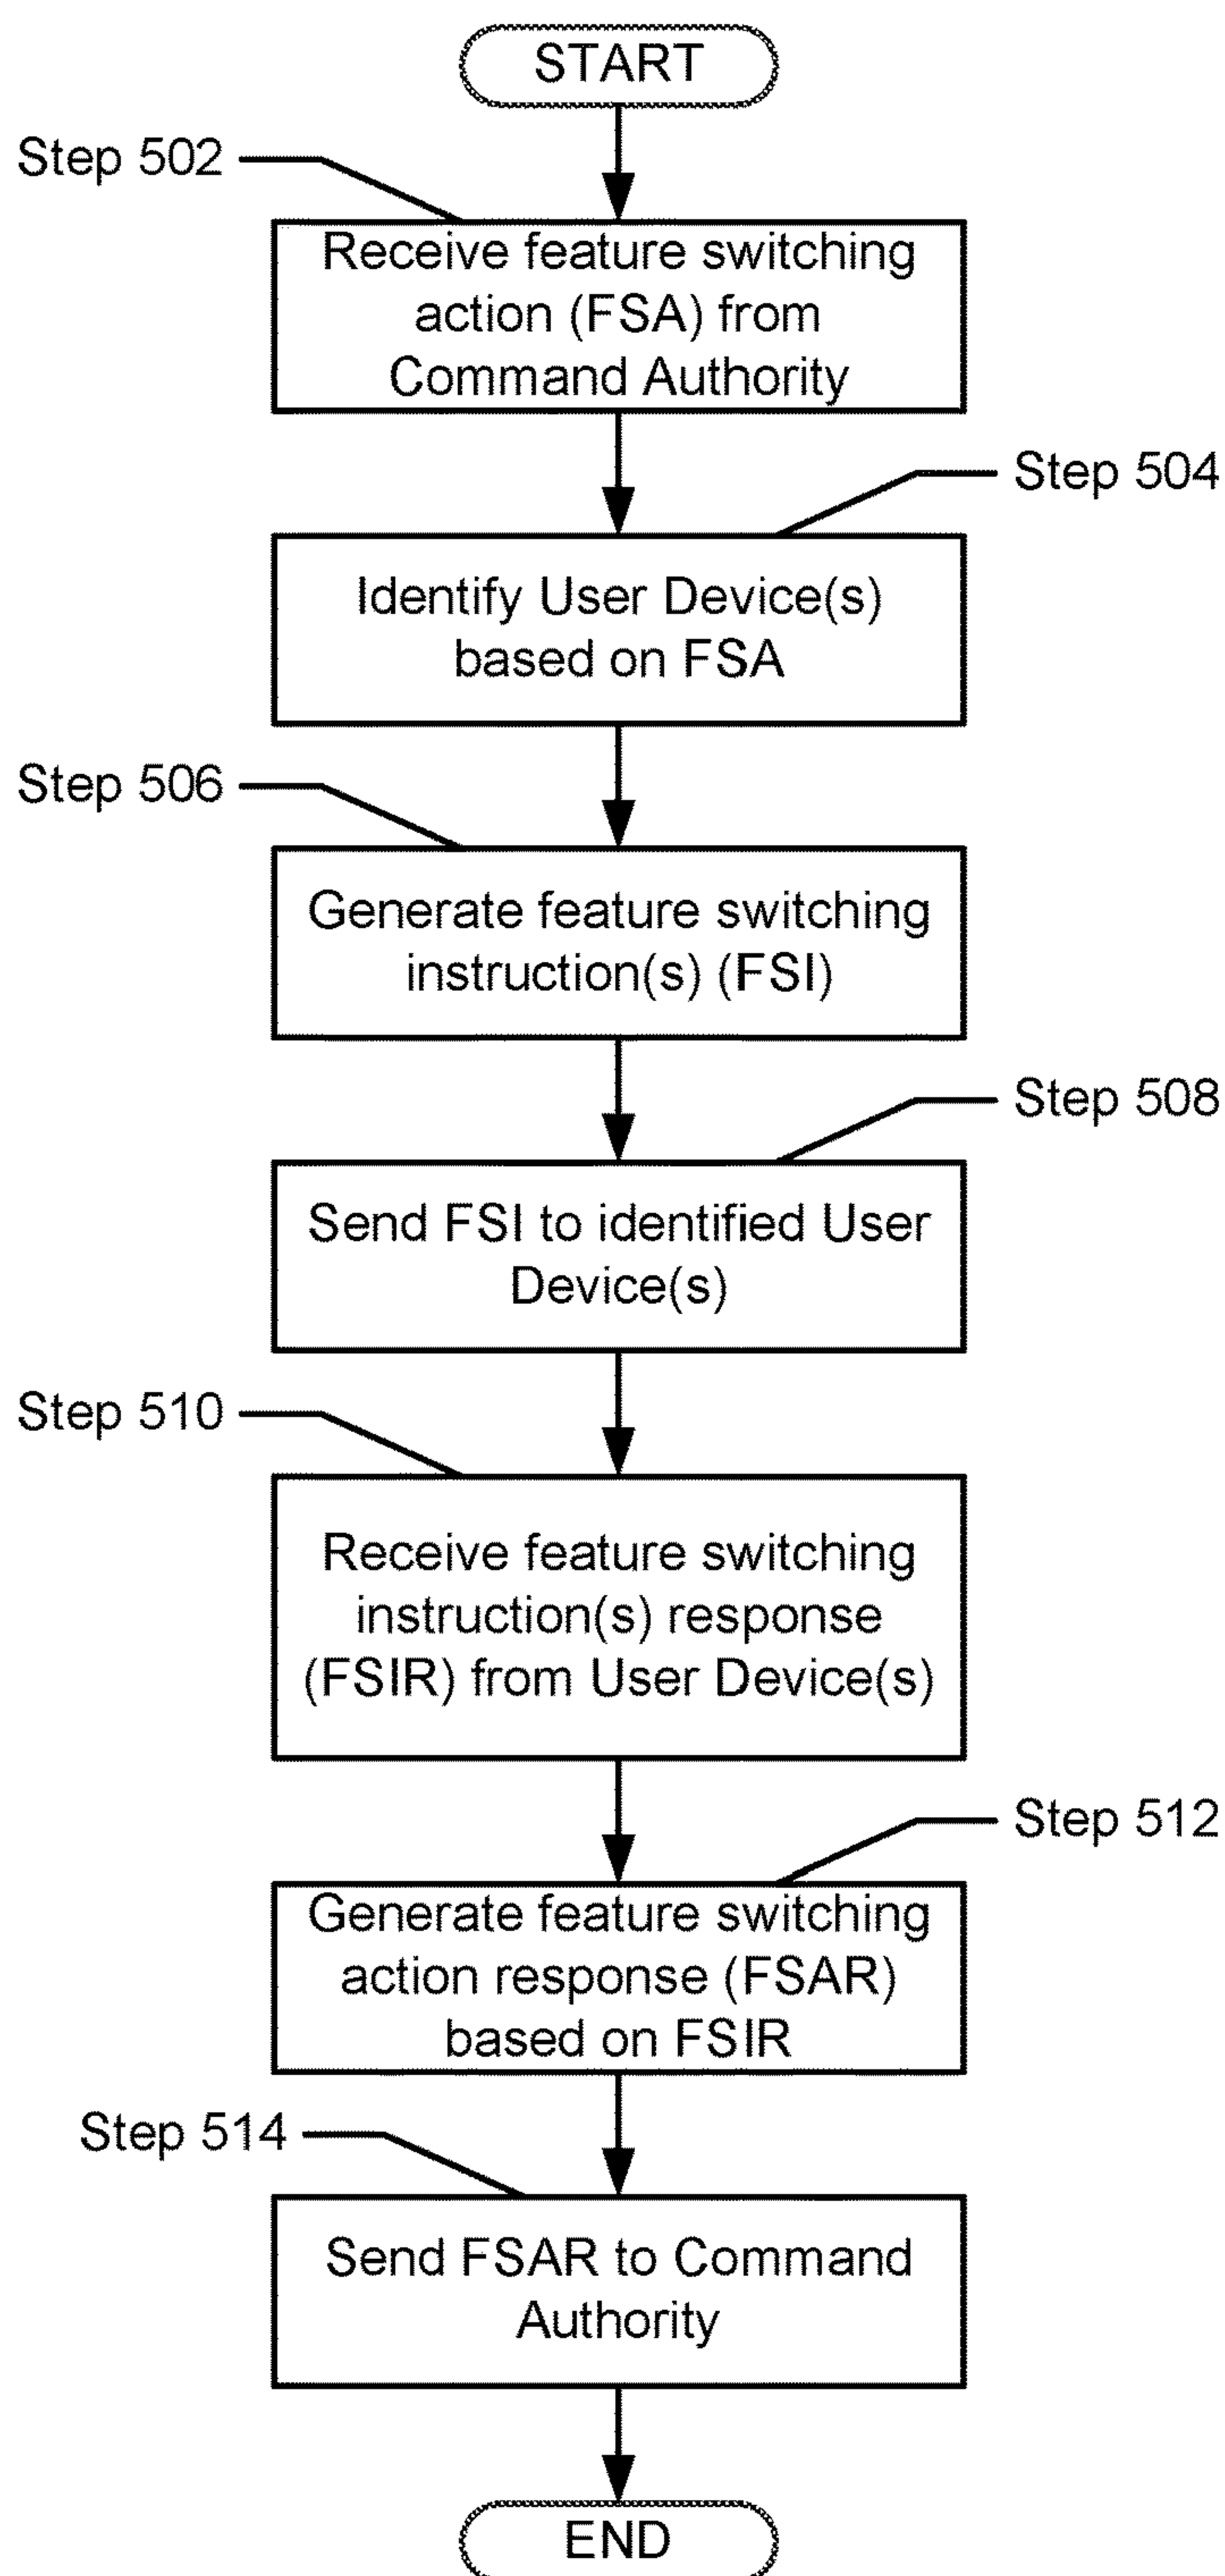 START
Step 502
Receive feature switching
action (FSA) from
Command Authority
Step 504
Identify User Device(s)
based on FSA
Step 506
Generate feature switching
instruction(s) (FSI)
Step 508
Send FSI to identified User
Device(s)
Step 510
Receive feature switching
instruction(s) response
(FSIR) from User Device(s)
Step 512
Generate feature switching
action response (FSAR)
based on FSIR
Step 514
Send FSAR to Command
Authority
END